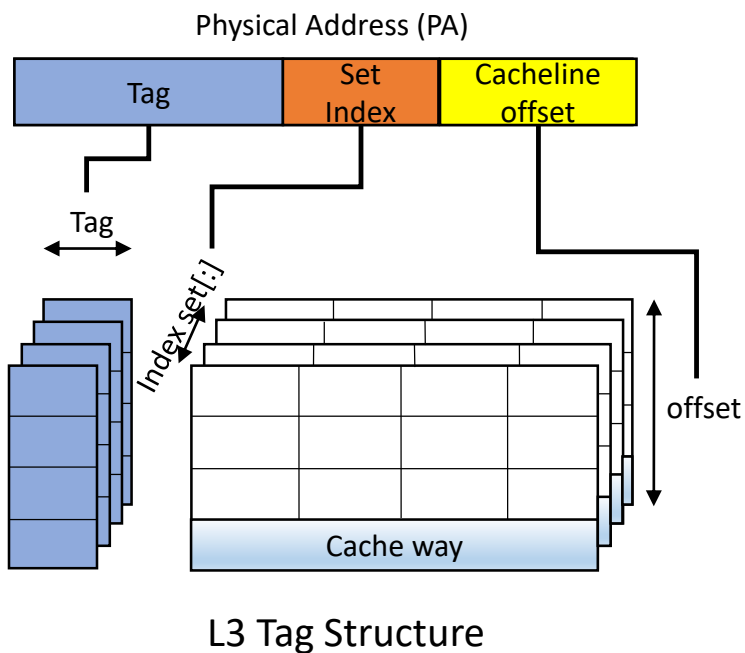 Physical Address (PA)
Tag
Set
Index
Cacheline
offset
Tag
Index set[:]
offset
Cache way
L3 Tag Structure